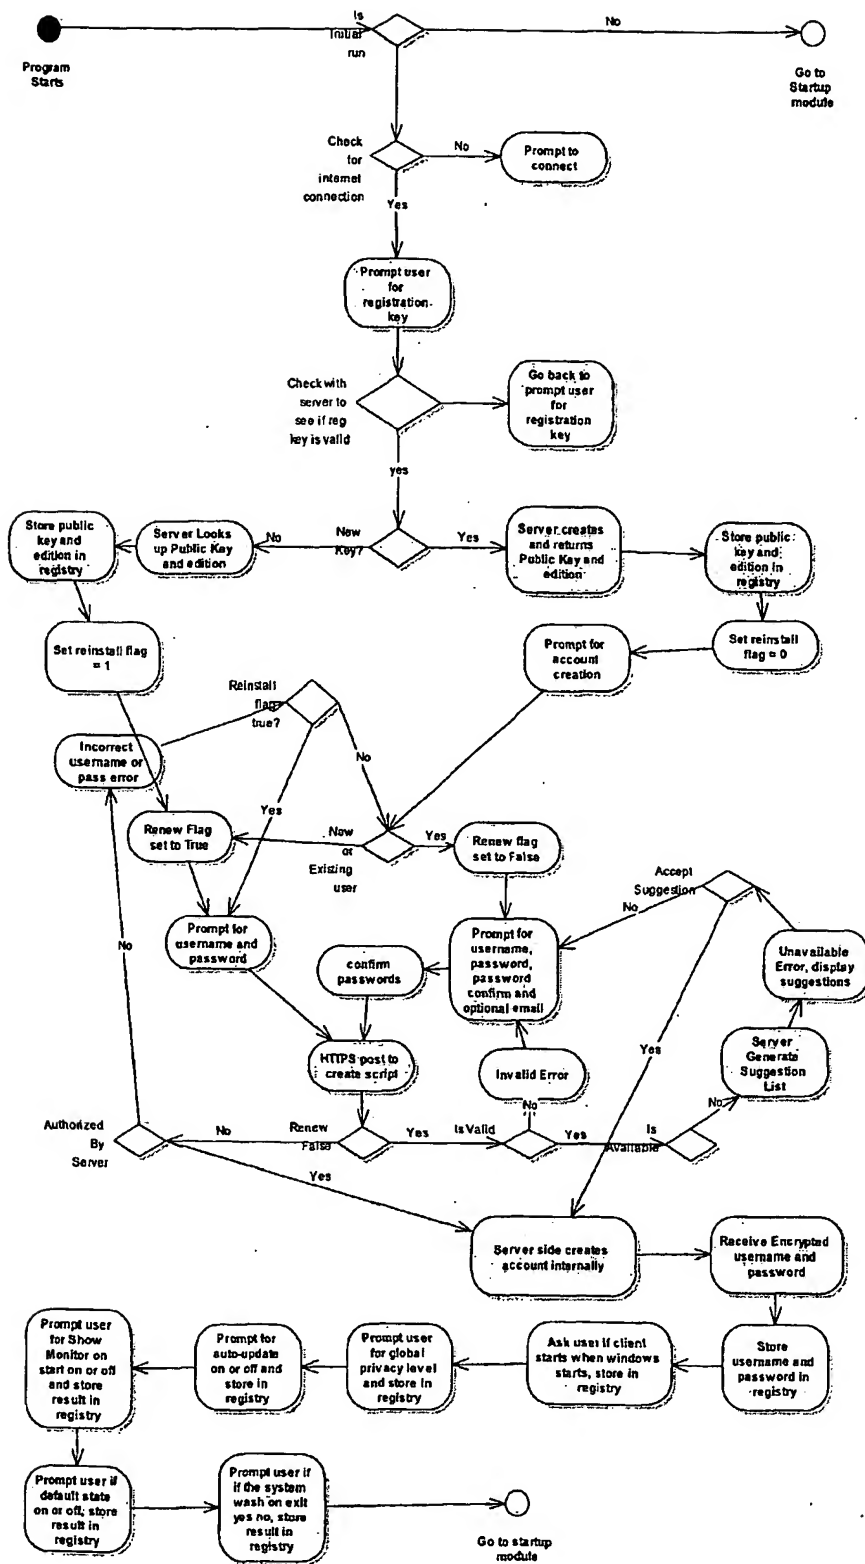 Is
Initial
run
No
Program
Starts
Go to
Startup
module
Check
for
internet
connection
No
Prompt to
connect
Yes
Prompt user
for
registration
key
Check with
server to
see if reg
key is valid
Go back to
prompt user
for
registration
key
yes
Store public
key and
edition in
registry
Server Looks
up Public Key
and edition
No
New
Key?
Yes
Server creates
and returns
Public Key and
edition
Store public
key and
edition in
registry
Set reinstall flag
= 1
Prompt for
account
creation
Set reinstall
flag = 0
Reinstall
flag
true?
Incorrect
username or
pass error
No
Yes
Renew Flag
set to True
New
or
Existing
user
Yes
Renew flag
set to False
Accept
Suggestion
No
No
Prompt for
username and
password
confirm
passwords
Prompt for
username,
password,
password
confirm and
optional email
Unavailable
Error, display
suggestions
HTTPS post to
create script
Invalid Error
Yes
Server
Generate
Suggestion
List
No
No
Authorized
By
Server
No
Renew
False
Yes
Is Valid
Yes
Is
Available
Yes
Server side creates
account internally
Receive Encrypted
username and
password
Prompt user
for Show
Monitor on
start on or off
and store
result in
registry
Prompt for
auto-update
on or off and
store in
registry
Prompt user
for global
privacy level
and store in
registry
Ask user if client
starts when windows
starts, store in
registry
Store
username and
password in
registry
Prompt user if
default state
on or off, store
result in
registry
Prompt user if
if the system
wash on exit
yes no, store
result in
registry
Go to startup
module